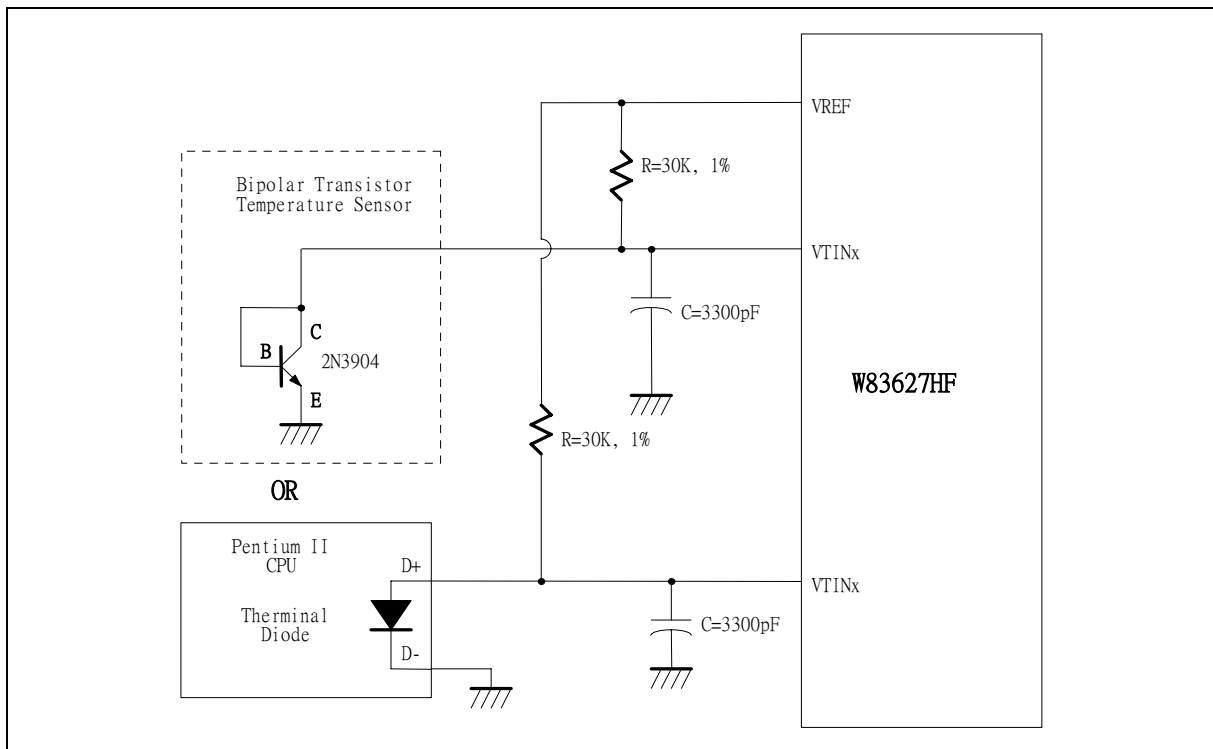 VREF
R=30K, 1%
Bipolar Transistor
Temperature Sensor
VTINx
C=3300pF
C
B
2N3904
E
W83627HF
R=30K, 1%
OR
Pentium II
CPU
D+
VTINx
Therminal
Diode
C=3300pF
D-